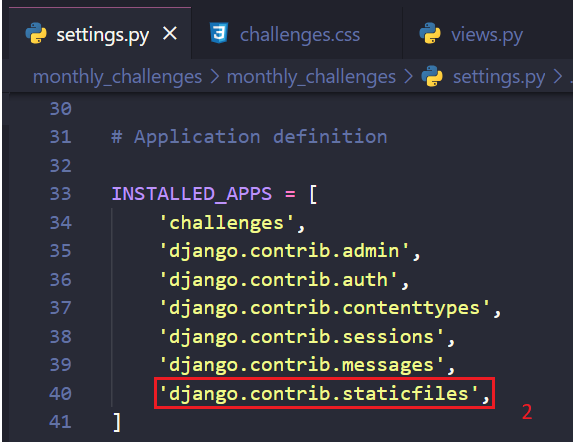 settings.py ×
challenges.css
views.py
monthly_challenges > monthly_challenges > settings.py > .
30
31 # Application definition
32
33 INSTALLED_APPS = [
34 'challenges',
35 'django.contrib.admin',
36 'django.contrib.auth',
37 'django.contrib.contenttypes',
38 'django.contrib.sessions',
39 'django.contrib.messages',
40 'django.contrib.staticfiles',
2
41 ]